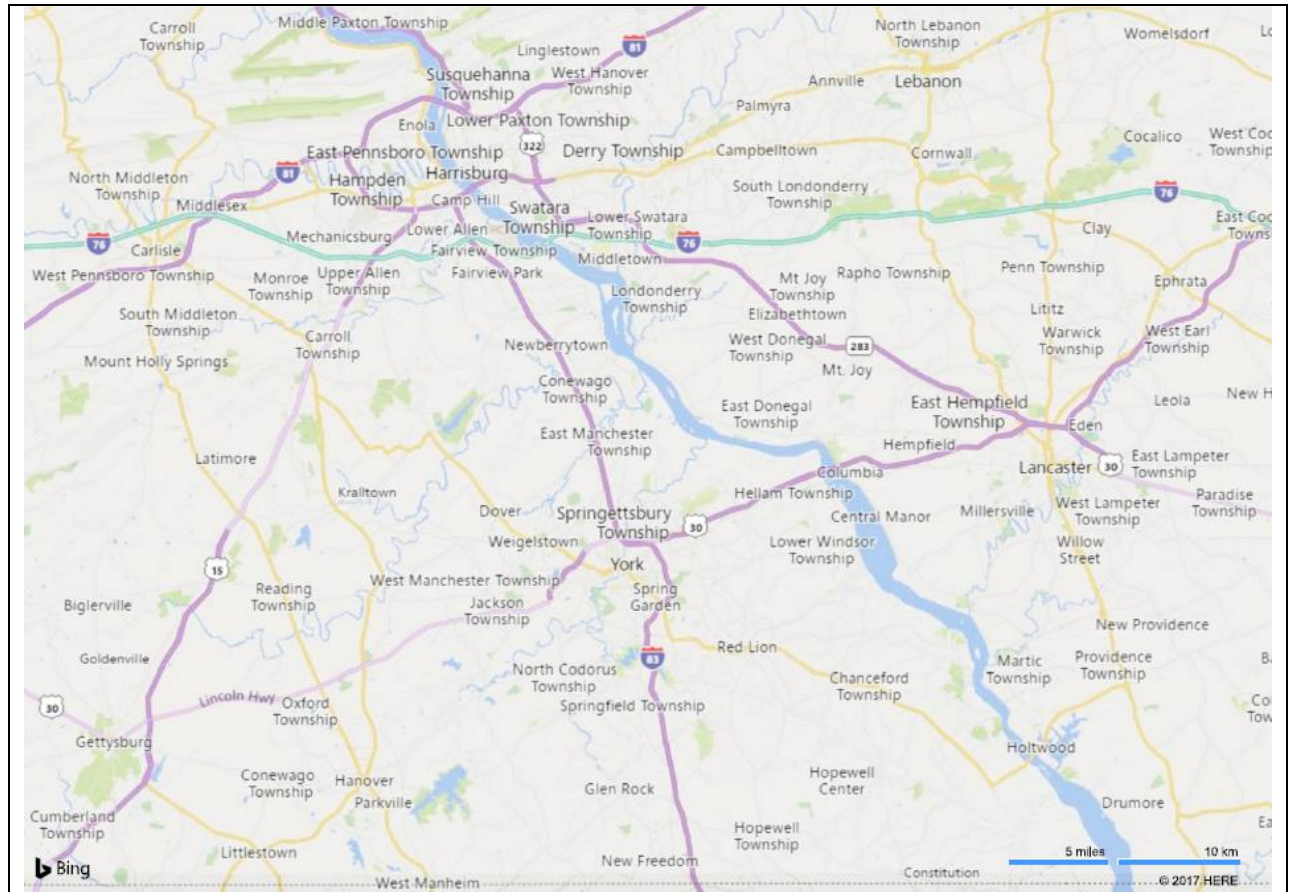 Middle Paxton Township
Carroll
Township
North Lebanon
Township
Womelsdorf
Linglestown
81
Susquehanna
Township
West Hanover
Township
Annville
Lebanon
Palmyra
Enola
Lower Paxton Township
322
Cocalico
East Pennsboro Township
Derry Township
Campbelltown
Cornwall
81
Harrisburg
North Middleton
Township
Hampden
Township
South Londonderry
Township
76
Middlesex
Camp Hill
Swatara
Township
Lower Swatara
Township
76
Mechanicsburg
Lower Allen
Clay
76
Carlisle
Fairview Township
Middletown
West Pennsboro Township
Monroe
Township
Upper Allen
Township
Fairview Park
Mt Joy
Township
Rapho Township
Penn Township
Ephrata
Londonderry
Township
Elizabethtown
Lititz
South Middleton
Township
Carroll
Township
Newberrytown
West Donegal
Township
283
Warwick
Township
West Earl
Township
Mount Holly Springs
Mt. Joy
Conewago
Township
East Donegal
Township
East Hempfield
Township
Leola
New H
Eden
East Manchester
Township
Hempfield
Latimore
Columbia
Lancaster
30
East Lampeter
Township
Kralltown
Hellam Township
Paradise
Township
Dover
Springettsbury
Township
30
Central Manor
Millersville
West Lampeter
Township
Weigelstown
Lower Windsor
Township
Willow
Street
15
York
Reading
Township
West Manchester Township
Spring
Garden
Biglerville
Jackson
Township
New Providence
Goldenville
Red Lion
83
North Codorus
Township
Martic
Township
Providence
Township
Chanceford
Township
Lincoln Hwy
30
Oxford
Township
Springfield Township
Gettysburg
Holtwood
Conewago
Township
Hanover
Parkville
Glen Rock
Hopewell
Center
Drumore
Cumberland
Township
Hopewell
Township
Littlestown
New Freedom
5 miles
10 km
Bing
West Manheim
Constitution
© 2017 HERE